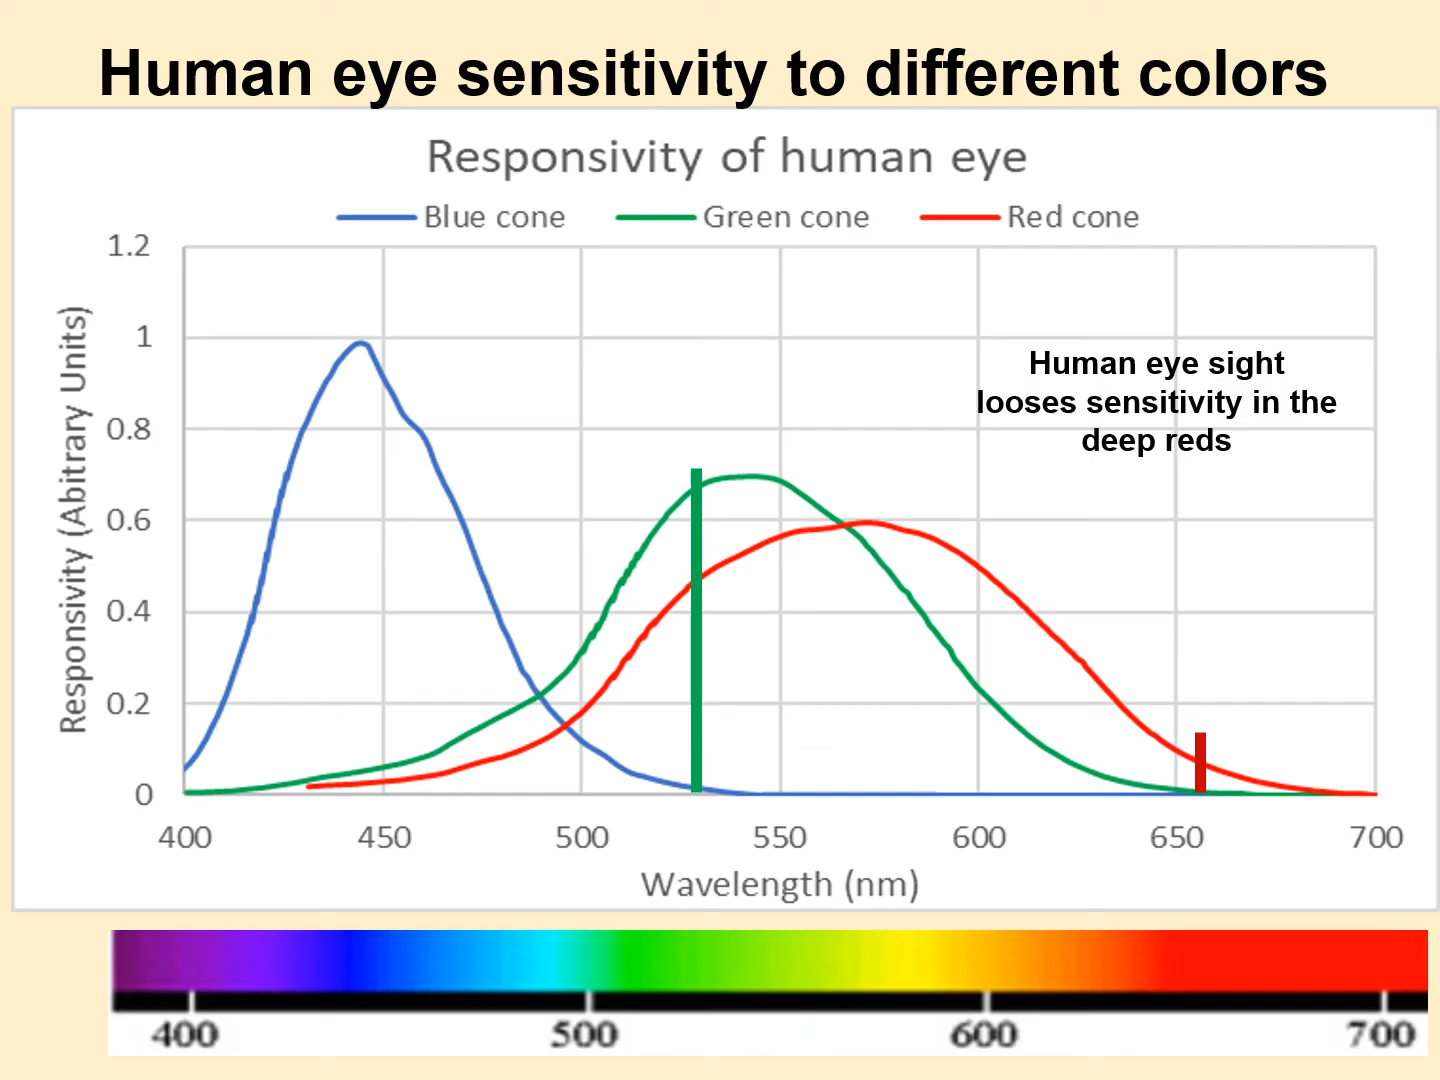 Human eye sensitivity to different colors
Responsivity of human eye
Blue cone Green cone Red cone
1.2
1
0.8
0.6
0.4
0.2
0
Responsivity (Abitrary Units)
Human eye sight
looses sensitivity in the
deep reds
400 450 500 550 600 650 700
Wavelength (nm)
400 500 600 700